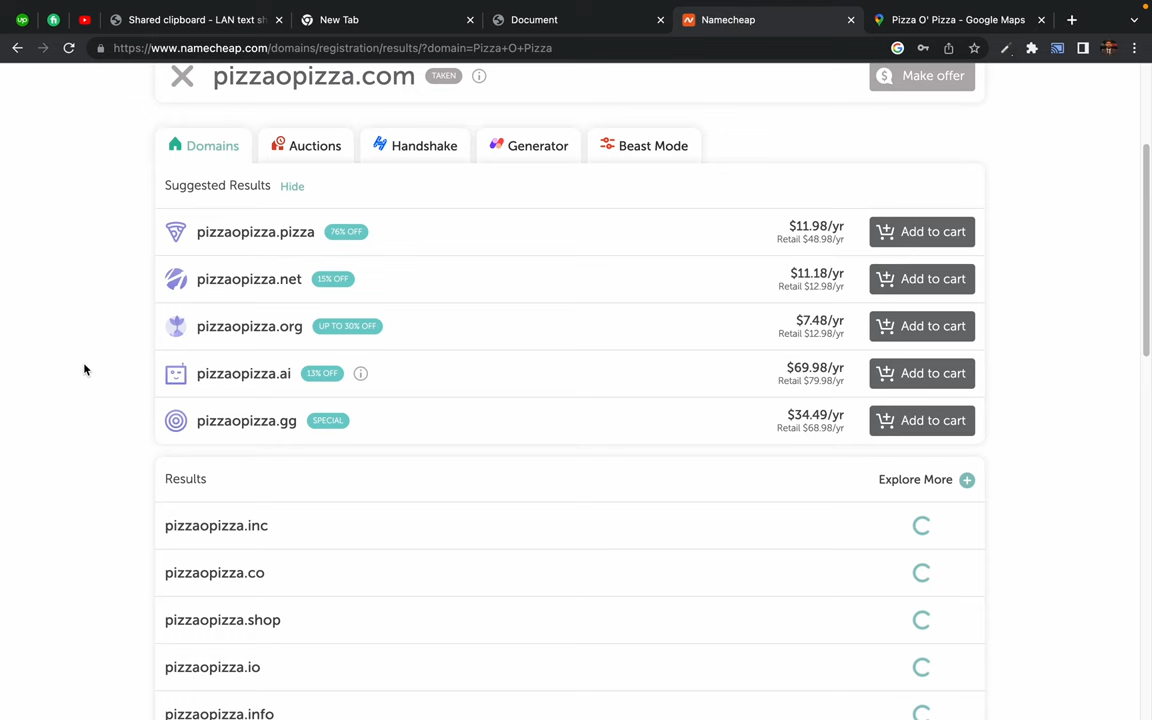 up
fi
Shared clipboard - LAN text sh
New Tab
Document
Namecheap
Pizza O' Pizza - Google Maps
https://www.namecheap.com/domains/registration/results/?domain=Pizza+O+Pizza
pizzaopizza.com TAKEN
Make offer
Domains
Auctions
Handshake
Generator
Beast Mode
Suggested Results Hide
pizzaopizza.pizza 76% OFF $11.98/yr Add to cart
Retail $48.98/yr
pizzaopizza.net 15% OFF $11.18/yr Add to cart
Retail $12.98/yr
pizzaopizza.org UP TO 30% OFF $7.48/yr Add to cart
Retail $12.98/yr
pizzaopizza.ai 13% OFF $69.98/yr Add to cart
Retail $79.98/yr
pizzaopizza.gg SPECIAL $34.49/yr Add to cart
Retail $68.98/yr
Results Explore More
pizzaopizza.inc
pizzaopizza.co
pizzaopizza.shop
pizzaopizza.io
pizzaopizza.info